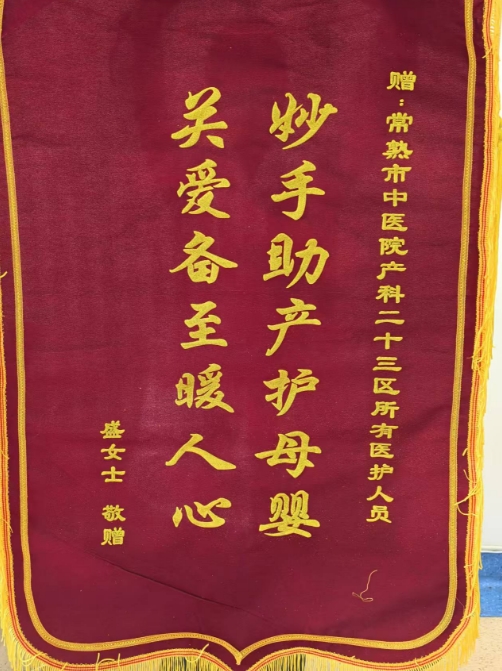 赠：常熟市中医院产科二十三区所有医护人员
妙手助产护母婴
关爱备至暖人心
盛女士 敬赠